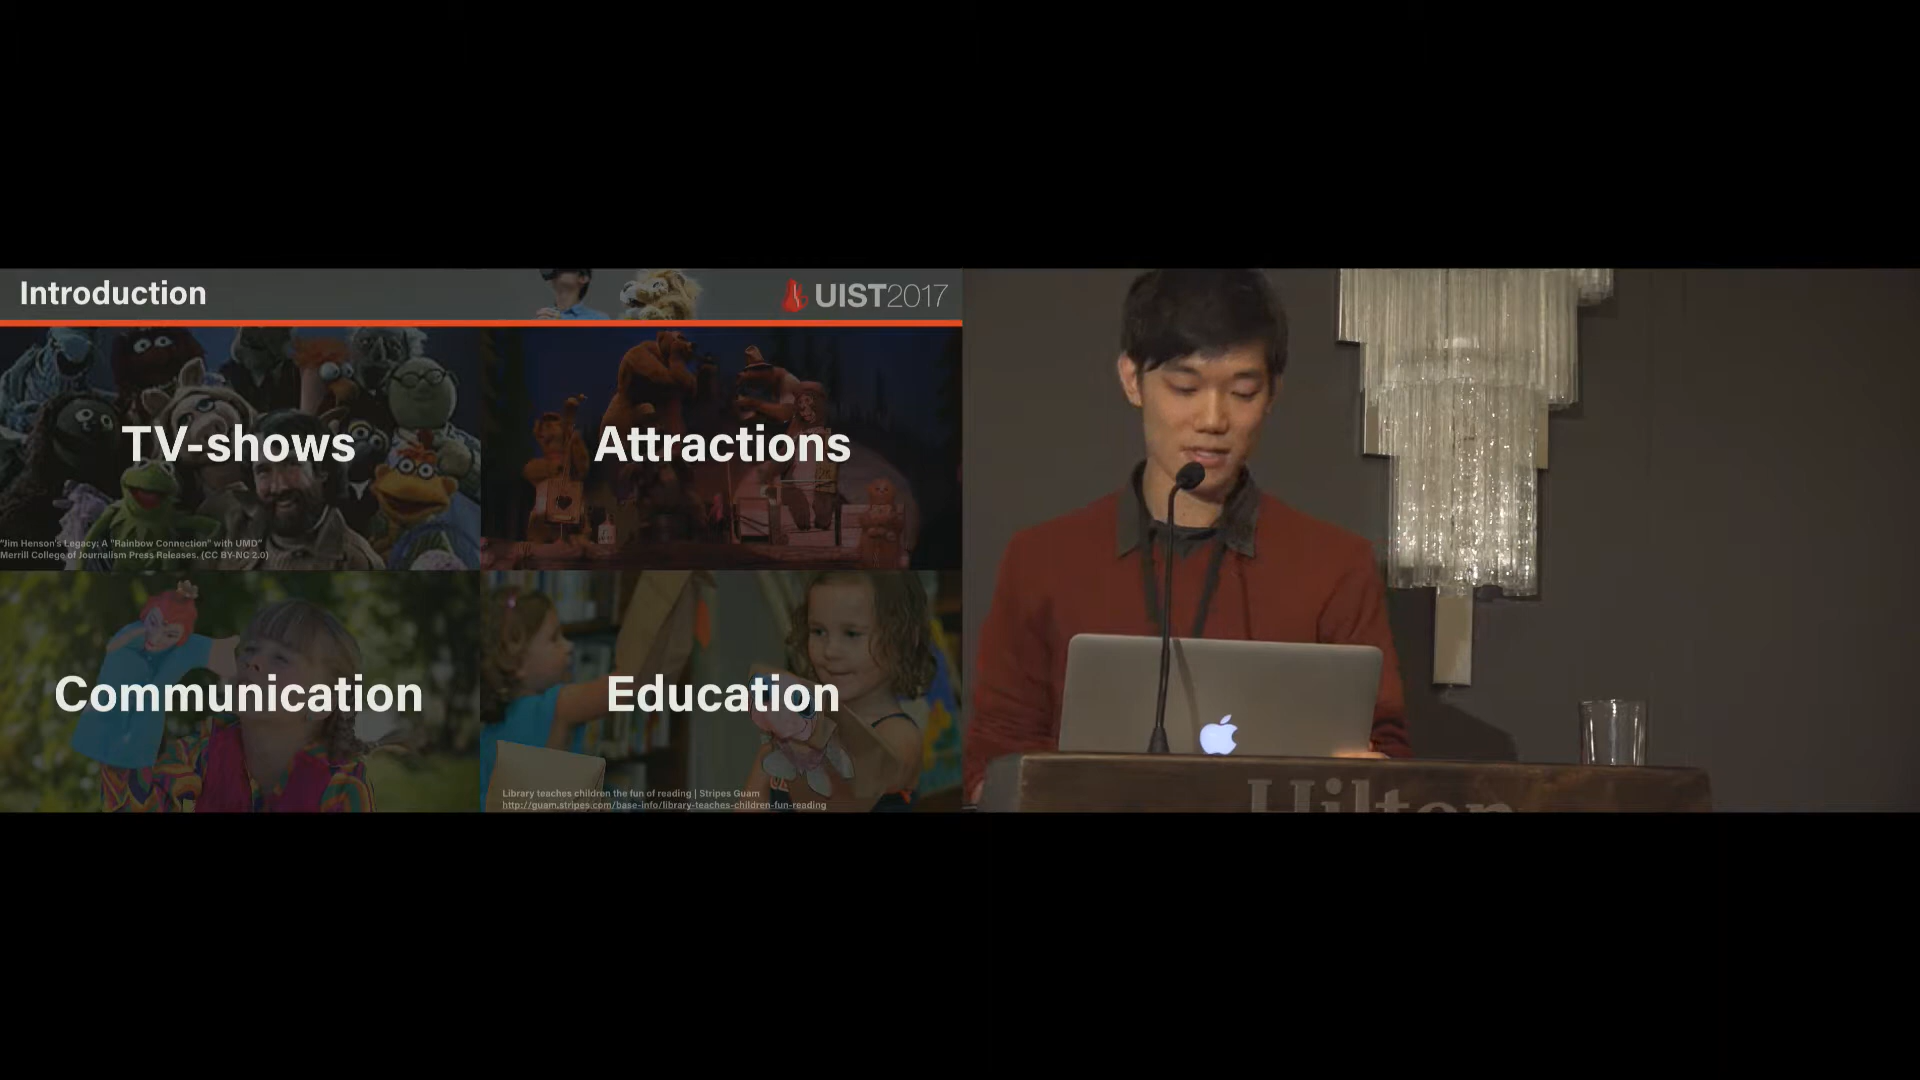 Introduction
UIST2017
TV-shows
Attractions
"Jim Henson's Legacy: A "Rainbow Connection" with UMD"
Merrill College of Journalism Press Releases. (CC BY-NC 2.0)
Communication
Education
Library teaches children the fun of reading | Stripes Guam
http://guam.stripes.com/base-info/library-teaches-children-fun-reading
Hilton